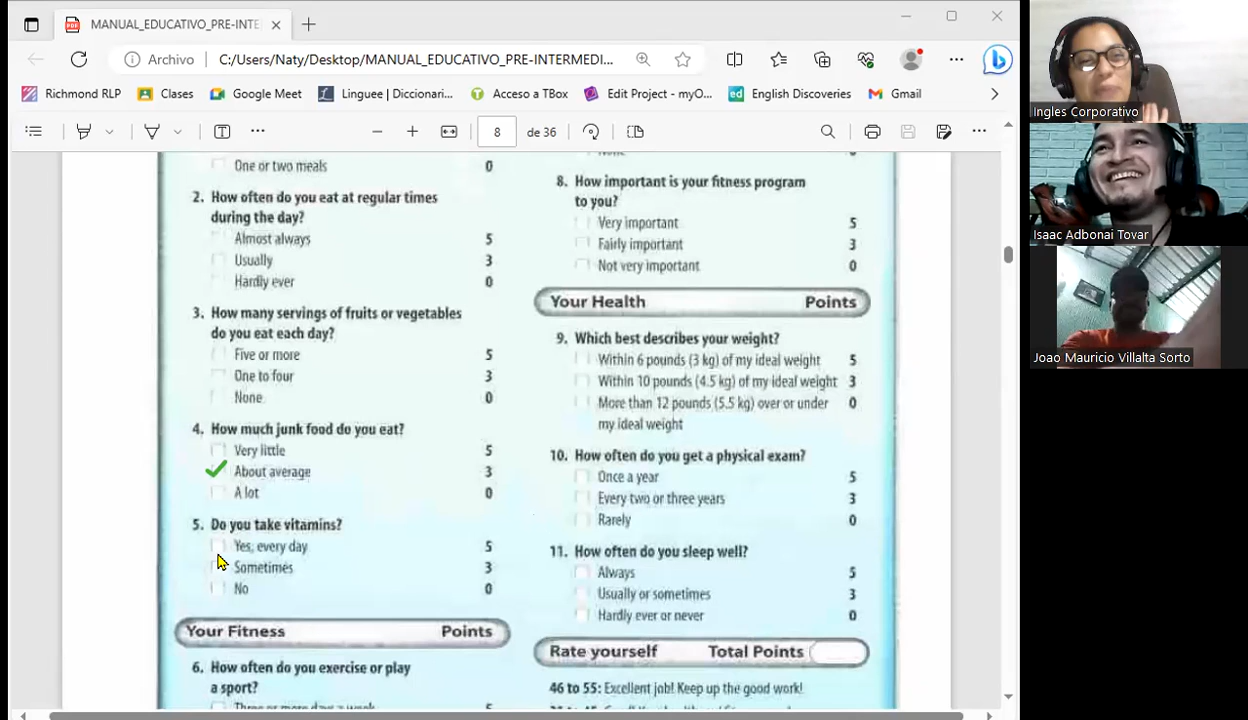 MANUAL_EDUCATIVO_PRE-INTE
Archivo
C:/Users/Naty/Desktop/MANUAL_EDUCATIVO_PRE-INTERMEDI...
Richmond RLP
Clases
Google Meet
Linguee | Diccionari...
Acceso a TBox
Edit Project - myO...
English Discoveries
Gmail
8
de 36
One or two meals 0
2. How often do you eat at regular times
during the day?
Almost always 5
Usually 3
Hardly ever 0
3. How many servings of fruits or vegetables
do you eat each day?
Five or more 5
One to four 3
None 0
4. How much junk food do you eat?
Very little 5
About average 3
A lot 0
5. Do you take vitamins?
Yes, every day 5
Sometimes 3
No 0
Your Fitness Points
6. How often do you exercise or play
a sport?
Three or more days a week 5
8. How important is your fitness program
to you?
Very important 5
Fairly important 3
Not very important 0
Your Health Points
9. Which best describes your weight?
Within 6 pounds (3 kg) of my ideal weight 5
Within 10 pounds (4.5 kg) of my ideal weight 3
More than 12 pounds (5.5 kg) over or under 0
my ideal weight
10. How often do you get a physical exam?
Once a year 5
Every two or three years 3
Rarely 0
11. How often do you sleep well?
Always 5
Usually or sometimes 3
Hardly ever or never 0
Rate yourself Total Points
46 to 55: Excellent job! Keep up the good work!
Ingles Corporativo
Isaac Adbonai Tovar
Joao Mauricio Villalta Sorto